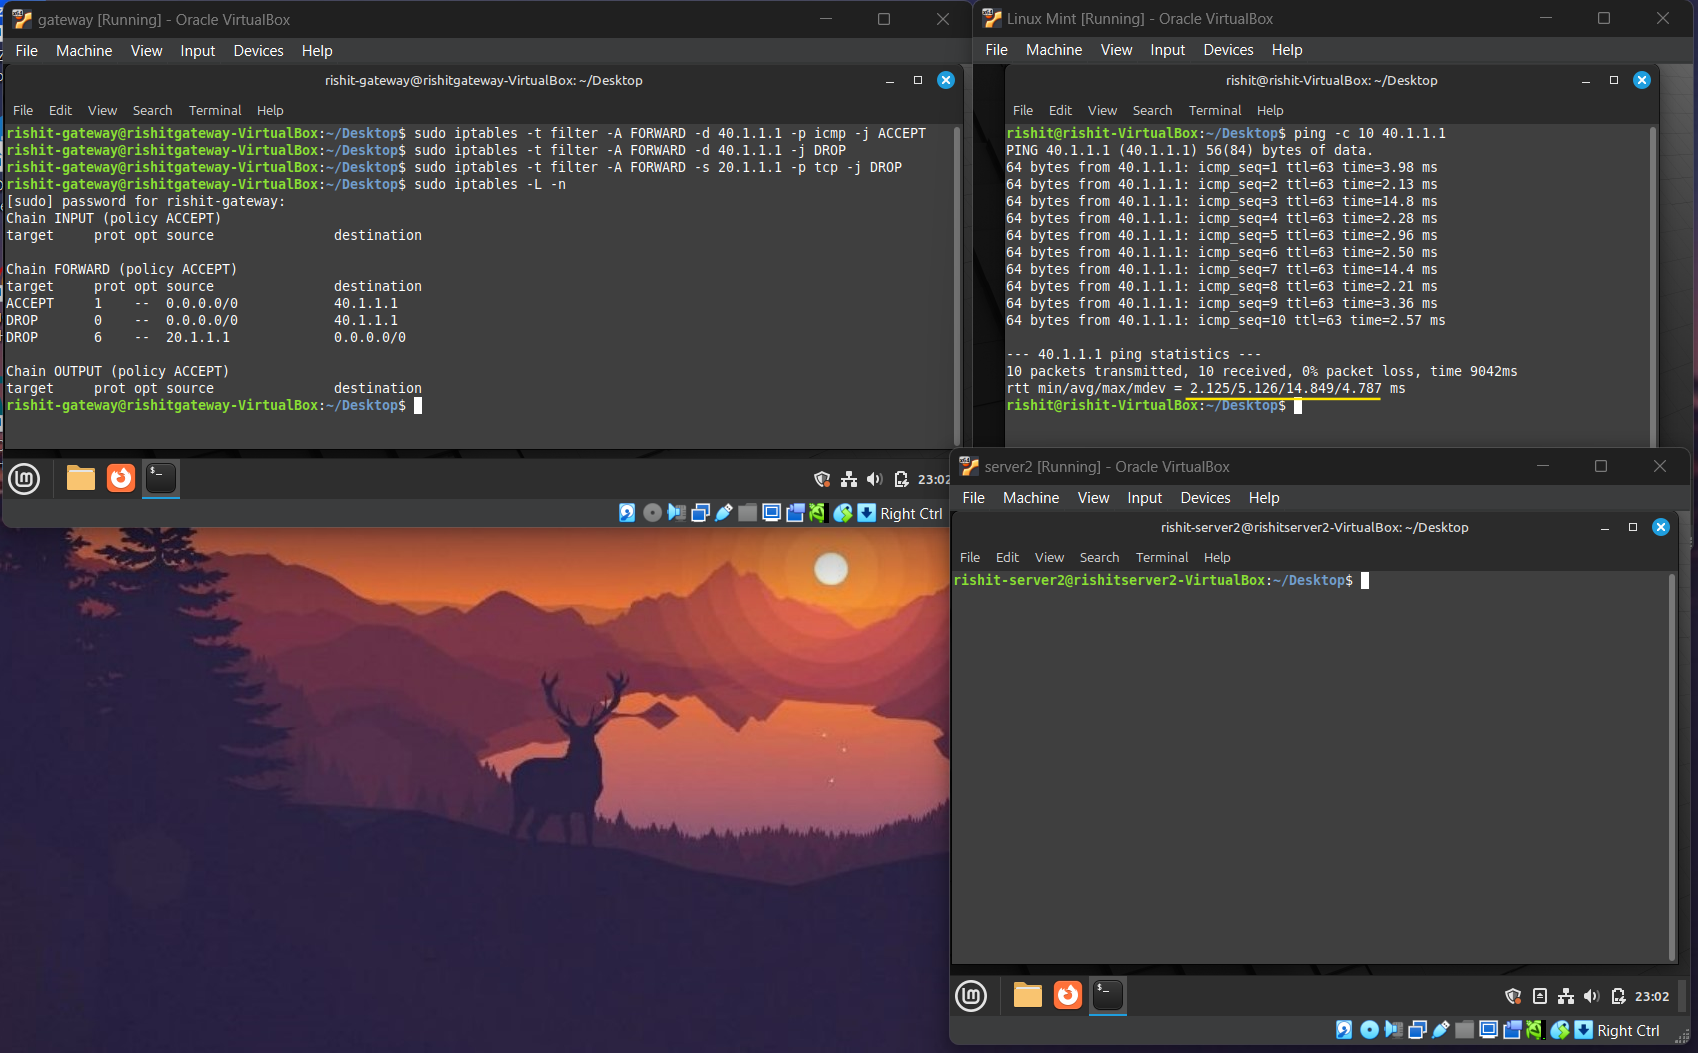 gateway [Running] - Oracle VirtualBox
File Machine View Input Devices Help
rishit-gateway@rishitgateway-VirtualBox: ~/Desktop
File Edit View Search Terminal Help
rishit-gateway@rishitgateway-VirtualBox:~/Desktop$ sudo iptables -t filter -A FORWARD -d 40.1.1.1 -p icmp -j ACCEPT
rishit-gateway@rishitgateway-VirtualBox:~/Desktop$ sudo iptables -t filter -A FORWARD -d 40.1.1.1 -j DROP
rishit-gateway@rishitgateway-VirtualBox:~/Desktop$ sudo iptables -t filter -A FORWARD -s 20.1.1.1 -p tcp -j DROP
rishit-gateway@rishitgateway-VirtualBox:~/Desktop$ sudo iptables -L -n
[sudo] password for rishit-gateway:
Chain INPUT (policy ACCEPT)
target     prot opt source               destination
Chain FORWARD (policy ACCEPT)
target     prot opt source               destination
ACCEPT     1    --  0.0.0.0/0            40.1.1.1
DROP       0    --  0.0.0.0/0            40.1.1.1
DROP       6    --  20.1.1.1             0.0.0.0/0
Chain OUTPUT (policy ACCEPT)
target     prot opt source               destination
rishit-gateway@rishitgateway-VirtualBox:~/Desktop$
23:02
Right Ctrl
Linux Mint [Running] - Oracle VirtualBox
File Machine View Input Devices Help
rishit@rishit-VirtualBox: ~/Desktop
File Edit View Search Terminal Help
rishit@rishit-VirtualBox:~/Desktop$ ping -c 10 40.1.1.1
PING 40.1.1.1 (40.1.1.1) 56(84) bytes of data.
64 bytes from 40.1.1.1: icmp_seq=1 ttl=63 time=3.98 ms
64 bytes from 40.1.1.1: icmp_seq=2 ttl=63 time=2.13 ms
64 bytes from 40.1.1.1: icmp_seq=3 ttl=63 time=14.8 ms
64 bytes from 40.1.1.1: icmp_seq=4 ttl=63 time=2.28 ms
64 bytes from 40.1.1.1: icmp_seq=5 ttl=63 time=2.96 ms
64 bytes from 40.1.1.1: icmp_seq=6 ttl=63 time=2.50 ms
64 bytes from 40.1.1.1: icmp_seq=7 ttl=63 time=14.4 ms
64 bytes from 40.1.1.1: icmp_seq=8 ttl=63 time=2.21 ms
64 bytes from 40.1.1.1: icmp_seq=9 ttl=63 time=3.36 ms
64 bytes from 40.1.1.1: icmp_seq=10 ttl=63 time=2.57 ms
--- 40.1.1.1 ping statistics ---
10 packets transmitted, 10 received, 0% packet loss, time 9042ms
rtt min/avg/max/mdev = 2.125/5.126/14.849/4.787 ms
rishit@rishit-VirtualBox:~/Desktop$
server2 [Running] - Oracle VirtualBox
File Machine View Input Devices Help
rishit-server2@rishitserver2-VirtualBox: ~/Desktop
File Edit View Search Terminal Help
rishit-server2@rishitserver2-VirtualBox:~/Desktop$
23:02
Right Ctrl